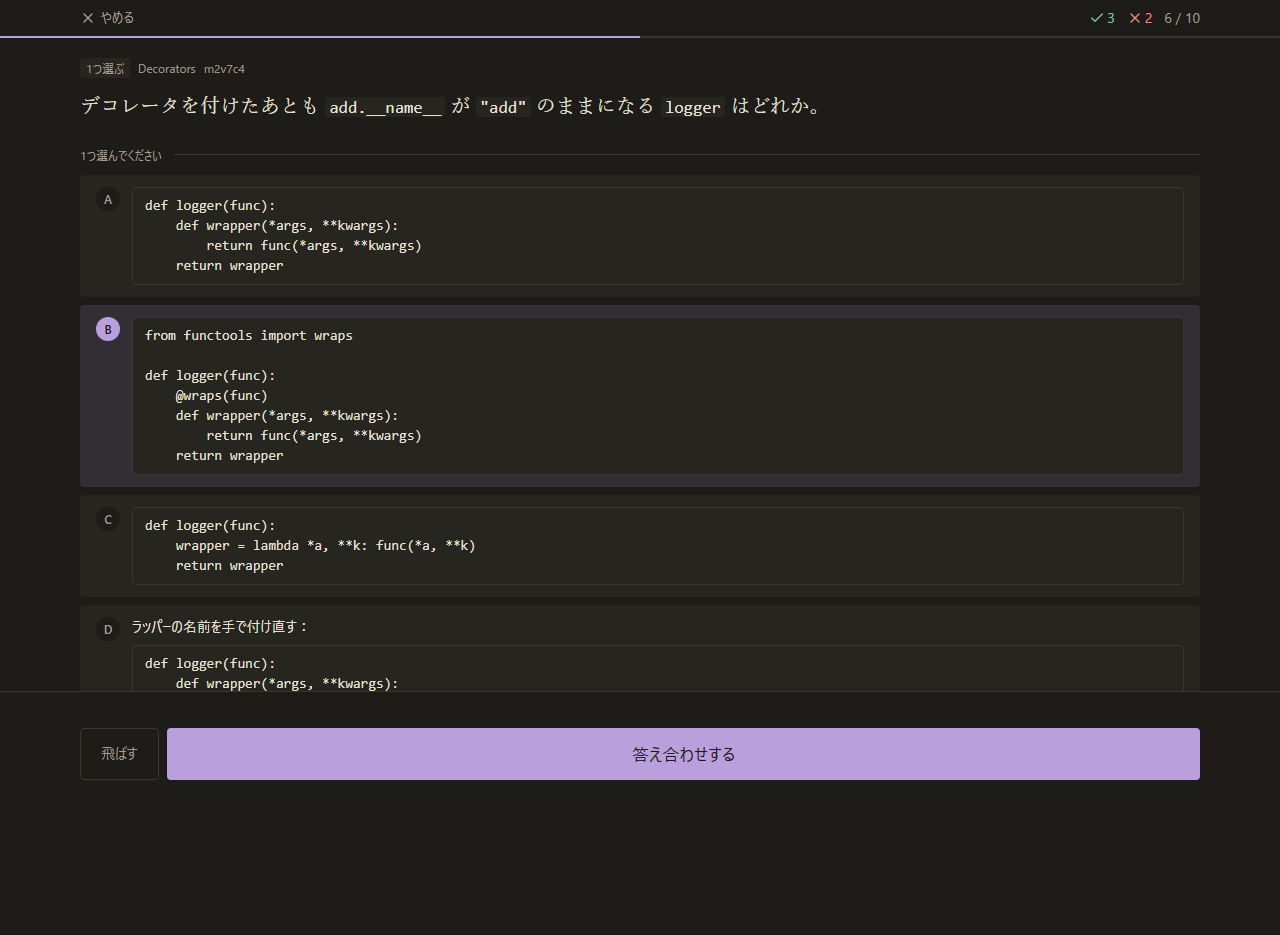 やめる
3 2 6 / 10
1つ選ぶ Decorators m2v7c4
デコレータを付けたあとも add.__name__ が "add" のままになる logger はどれか。
1つ選んでください
A
def logger(func):
    def wrapper(*args, **kwargs):
        return func(*args, **kwargs)
    return wrapper
B
from functools import wraps

def logger(func):
    @wraps(func)
    def wrapper(*args, **kwargs):
        return func(*args, **kwargs)
    return wrapper
C
def logger(func):
    wrapper = lambda *a, **k: func(*a, **k)
    return wrapper
D
ラッパーの名前を手で付け直す：
def logger(func):
    def wrapper(*args, **kwargs):
飛ばす
答え合わせする